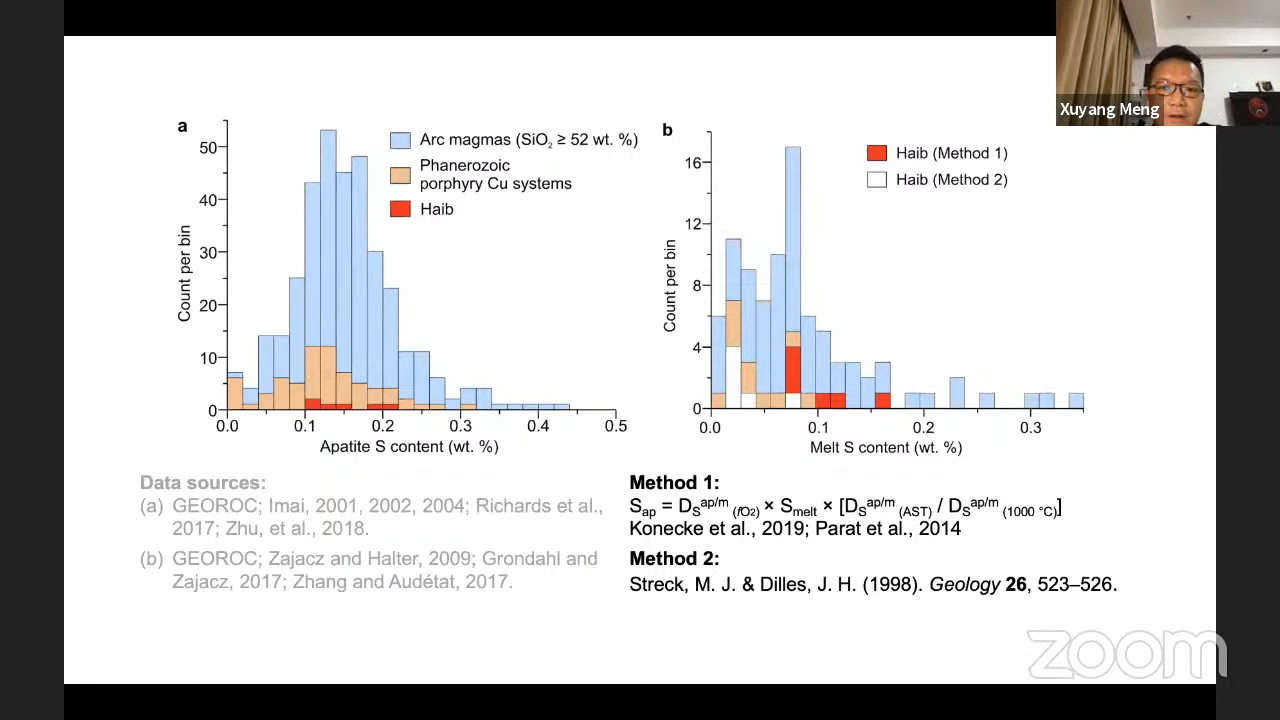 Xuyang Meng
a
Count per bin
50
40
30
20
10
0
0.0 0.1 0.2 0.3 0.4 0.5
Apatite S content (wt. %)
Arc magmas (SiO₂ ≥ 52 wt. %)
Phanerozoic
porphyry Cu systems
Haib
b
Count per bin
16
12
8
4
0
0.0 0.1 0.2 0.3
Melt S content (wt. %)
Haib (Method 1)
Haib (Method 2)
Data sources:
(a) GEOROC; Imai, 2001, 2002, 2004; Richards et al.,
2017; Zhu, et al., 2018.
(b) GEOROC; Zajacz and Halter, 2009; Grondahl and
Zajacz, 2017; Zhang and Audétat, 2017.
Method 1:
Sap = DS ap/m (fO2) × Smelt × [DS ap/m (AST) / DS ap/m (1000 °C)]
Konecke et al., 2019; Parat et al., 2014
Method 2:
Streck, M. J. & Dilles, J. H. (1998). Geology 26, 523–526.
zoom